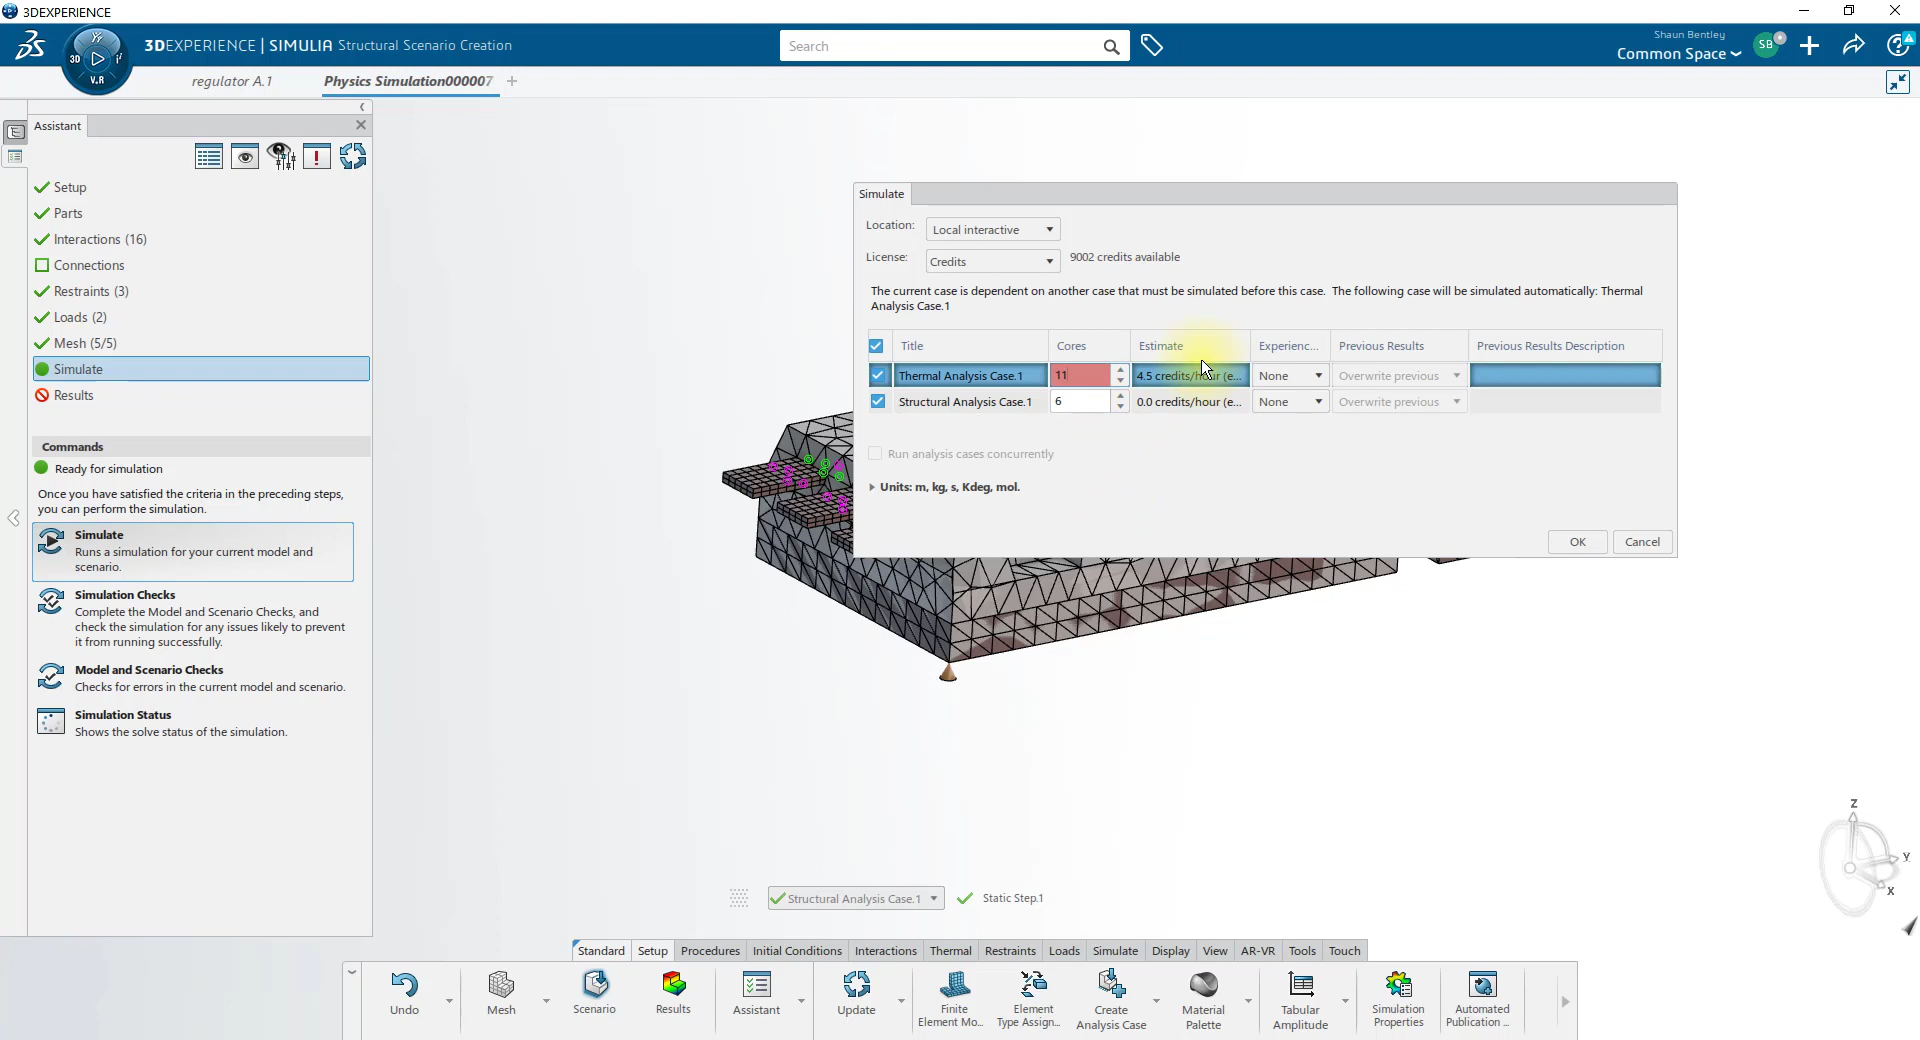 3DEXPERIENCE
3DEXPERIENCE | SIMULIA Structural Scenario Creation
3D
V.R
Search
Shaun Bentley
Common Space
SB
regulator A.1
Physics Simulation000007
Assistant
Setup
Parts
Interactions (16)
Connections
Restraints (3)
Loads (2)
Mesh (5/5)
Simulate
Results
Commands
Ready for simulation
Once you have satisfied the criteria in the preceding steps,
you can perform the simulation.
Simulate
Runs a simulation for your current model and
scenario.
Simulation Checks
Complete the Model and Scenario Checks, and
check the simulation for any issues likely to prevent
it from running successfully.
Model and Scenario Checks
Checks for errors in the current model and scenario.
Simulation Status
Shows the solve status of the simulation.
Simulate
Location: Local interactive
License: Credits 9002 credits available
The current case is dependent on another case that must be simulated before this case. The following case will be simulated automatically: Thermal
Analysis Case.1
Title Cores Estimate Experienc... Previous Results Previous Results Description
Thermal Analysis Case.1 11 4.5 credits/hour (e... None Overwrite previous
Structural Analysis Case.1 6 0.0 credits/hour (e... None Overwrite previous
Run analysis cases concurrently
Units: m, kg, s, Kdeg, mol.
OK Cancel
Z
Y
X
Structural Analysis Case.1 Static Step.1
Standard Setup Procedures Initial Conditions Interactions Thermal Restraints Loads Simulate Display View AR-VR Tools Touch
Undo
Mesh
Scenario
Results
Assistant
Update
Finite
Element Mo...
Element
Type Assign...
Create
Analysis Case
Material
Palette
Tabular
Amplitude
Simulation
Properties
Automated
Publication ...